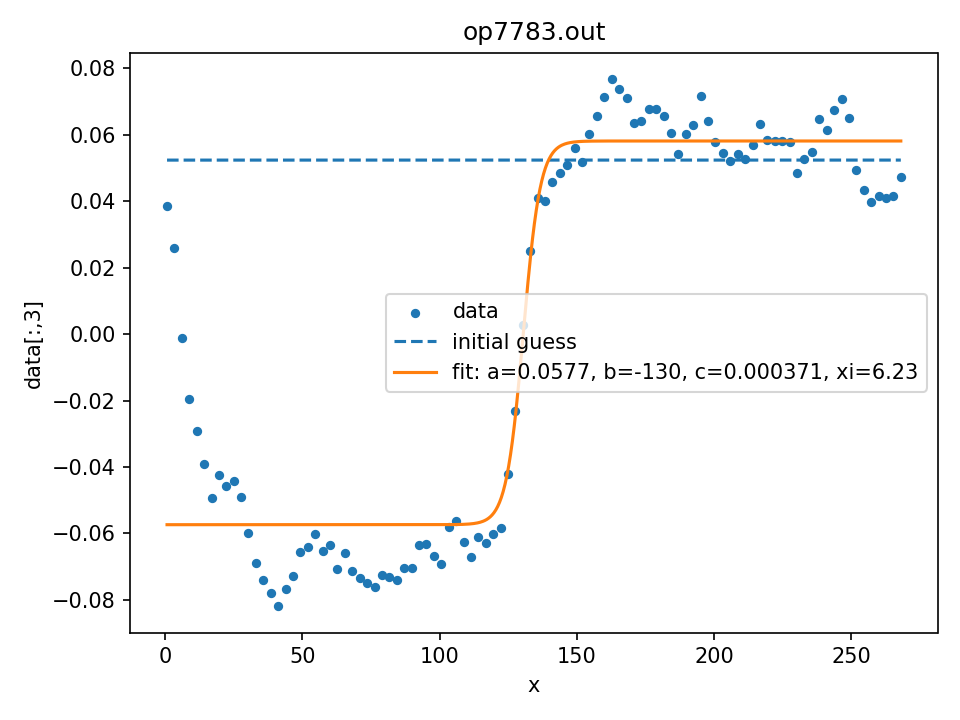 op7783.out
0.08
0.06
0.04
0.02
0.00
−0.02
−0.04
−0.06
−0.08
data[:,3]
data
initial guess
fit: a=0.0577, b=-130, c=0.000371, xi=6.23
0 50 100 150 200 250
x